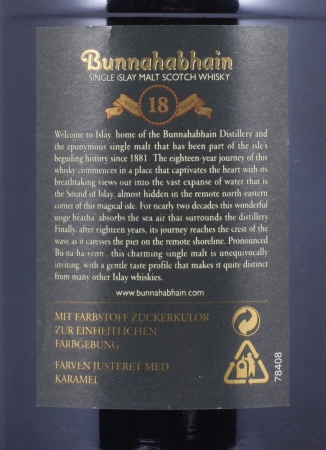 Bunnahabhain
SINGLE ISLAY MALT SCOTCH WHISKY
18
Welcome to Islay, home of the Bunnahabhain Distillery and
the eponymous single malt that has been part of the isle's
beguiling history since 1881. The eighteen-year journey of this
whisky commences in a place that captivates the heart with its
breathtaking views out into the vast expanse of water that is
the Sound of Islay, almost hidden in the remote north eastern
corner of this magical isle. For nearly two decades this wonderful
'uisge beatha' absorbs the sea air that surrounds the distillery
Finally, after eighteen years, its journey reaches the crest of the
wave as it caresses the pier on the remote shoreline. Pronounced
Bu-na-ha-venn, this charming single malt is unequivocally
inviting, with a gentle taste profile that makes it quite distinct
from many other Islay whiskies.
www.bunnahabhain.com
MIT FARBSTOFF ZUCKERKULOR
ZUR EINHEITLICHEN
FARBGEBUNG
FARVEN JUSTERET MED
KARAMEL
78408